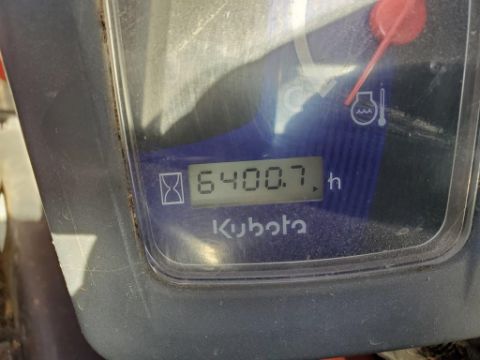 C
6400.7 h
Kubota